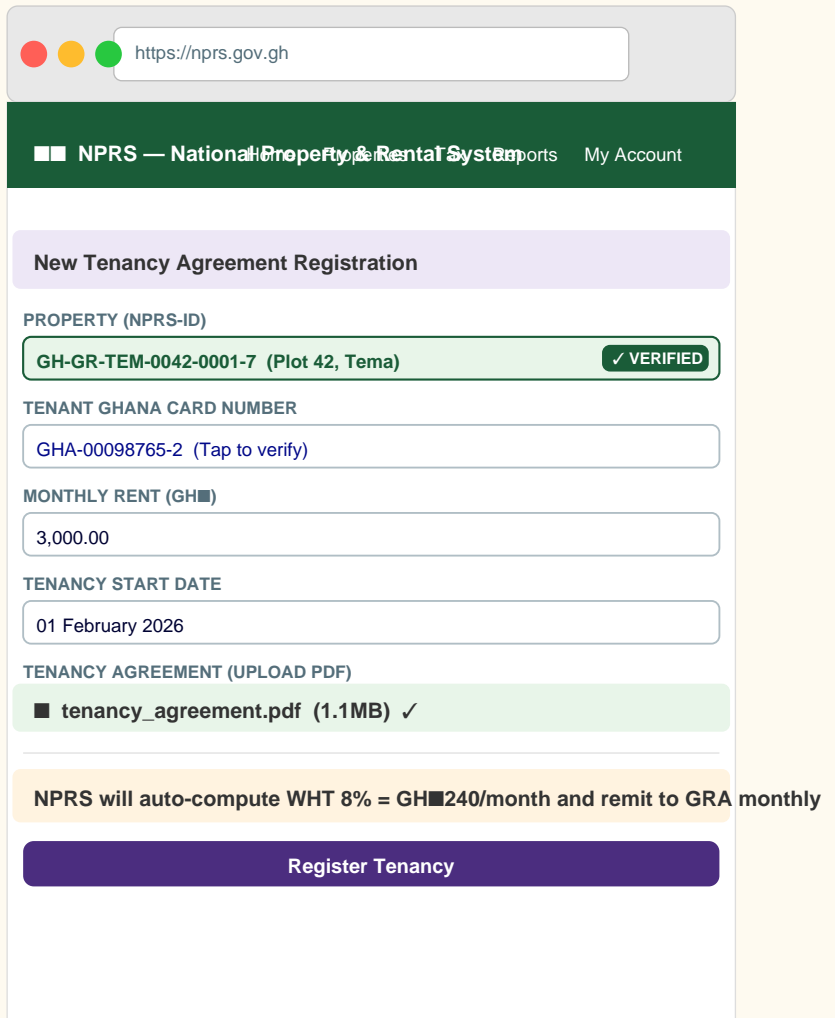 https://nprs.gov.gh
■■ NPRS — National Property & Rental System
Home Properties Tax Reports My Account
New Tenancy Agreement Registration
PROPERTY (NPRS-ID)
GH-GR-TEM-0042-0001-7 (Plot 42, Tema) ✓ VERIFIED
TENANT GHANA CARD NUMBER
GHA-00098765-2 (Tap to verify)
MONTHLY RENT (GH■)
3,000.00
TENANCY START DATE
01 February 2026
TENANCY AGREEMENT (UPLOAD PDF)
■ tenancy_agreement.pdf (1.1MB) ✓
NPRS will auto-compute WHT 8% = GH■240/month and remit to GRA monthly
Register Tenancy